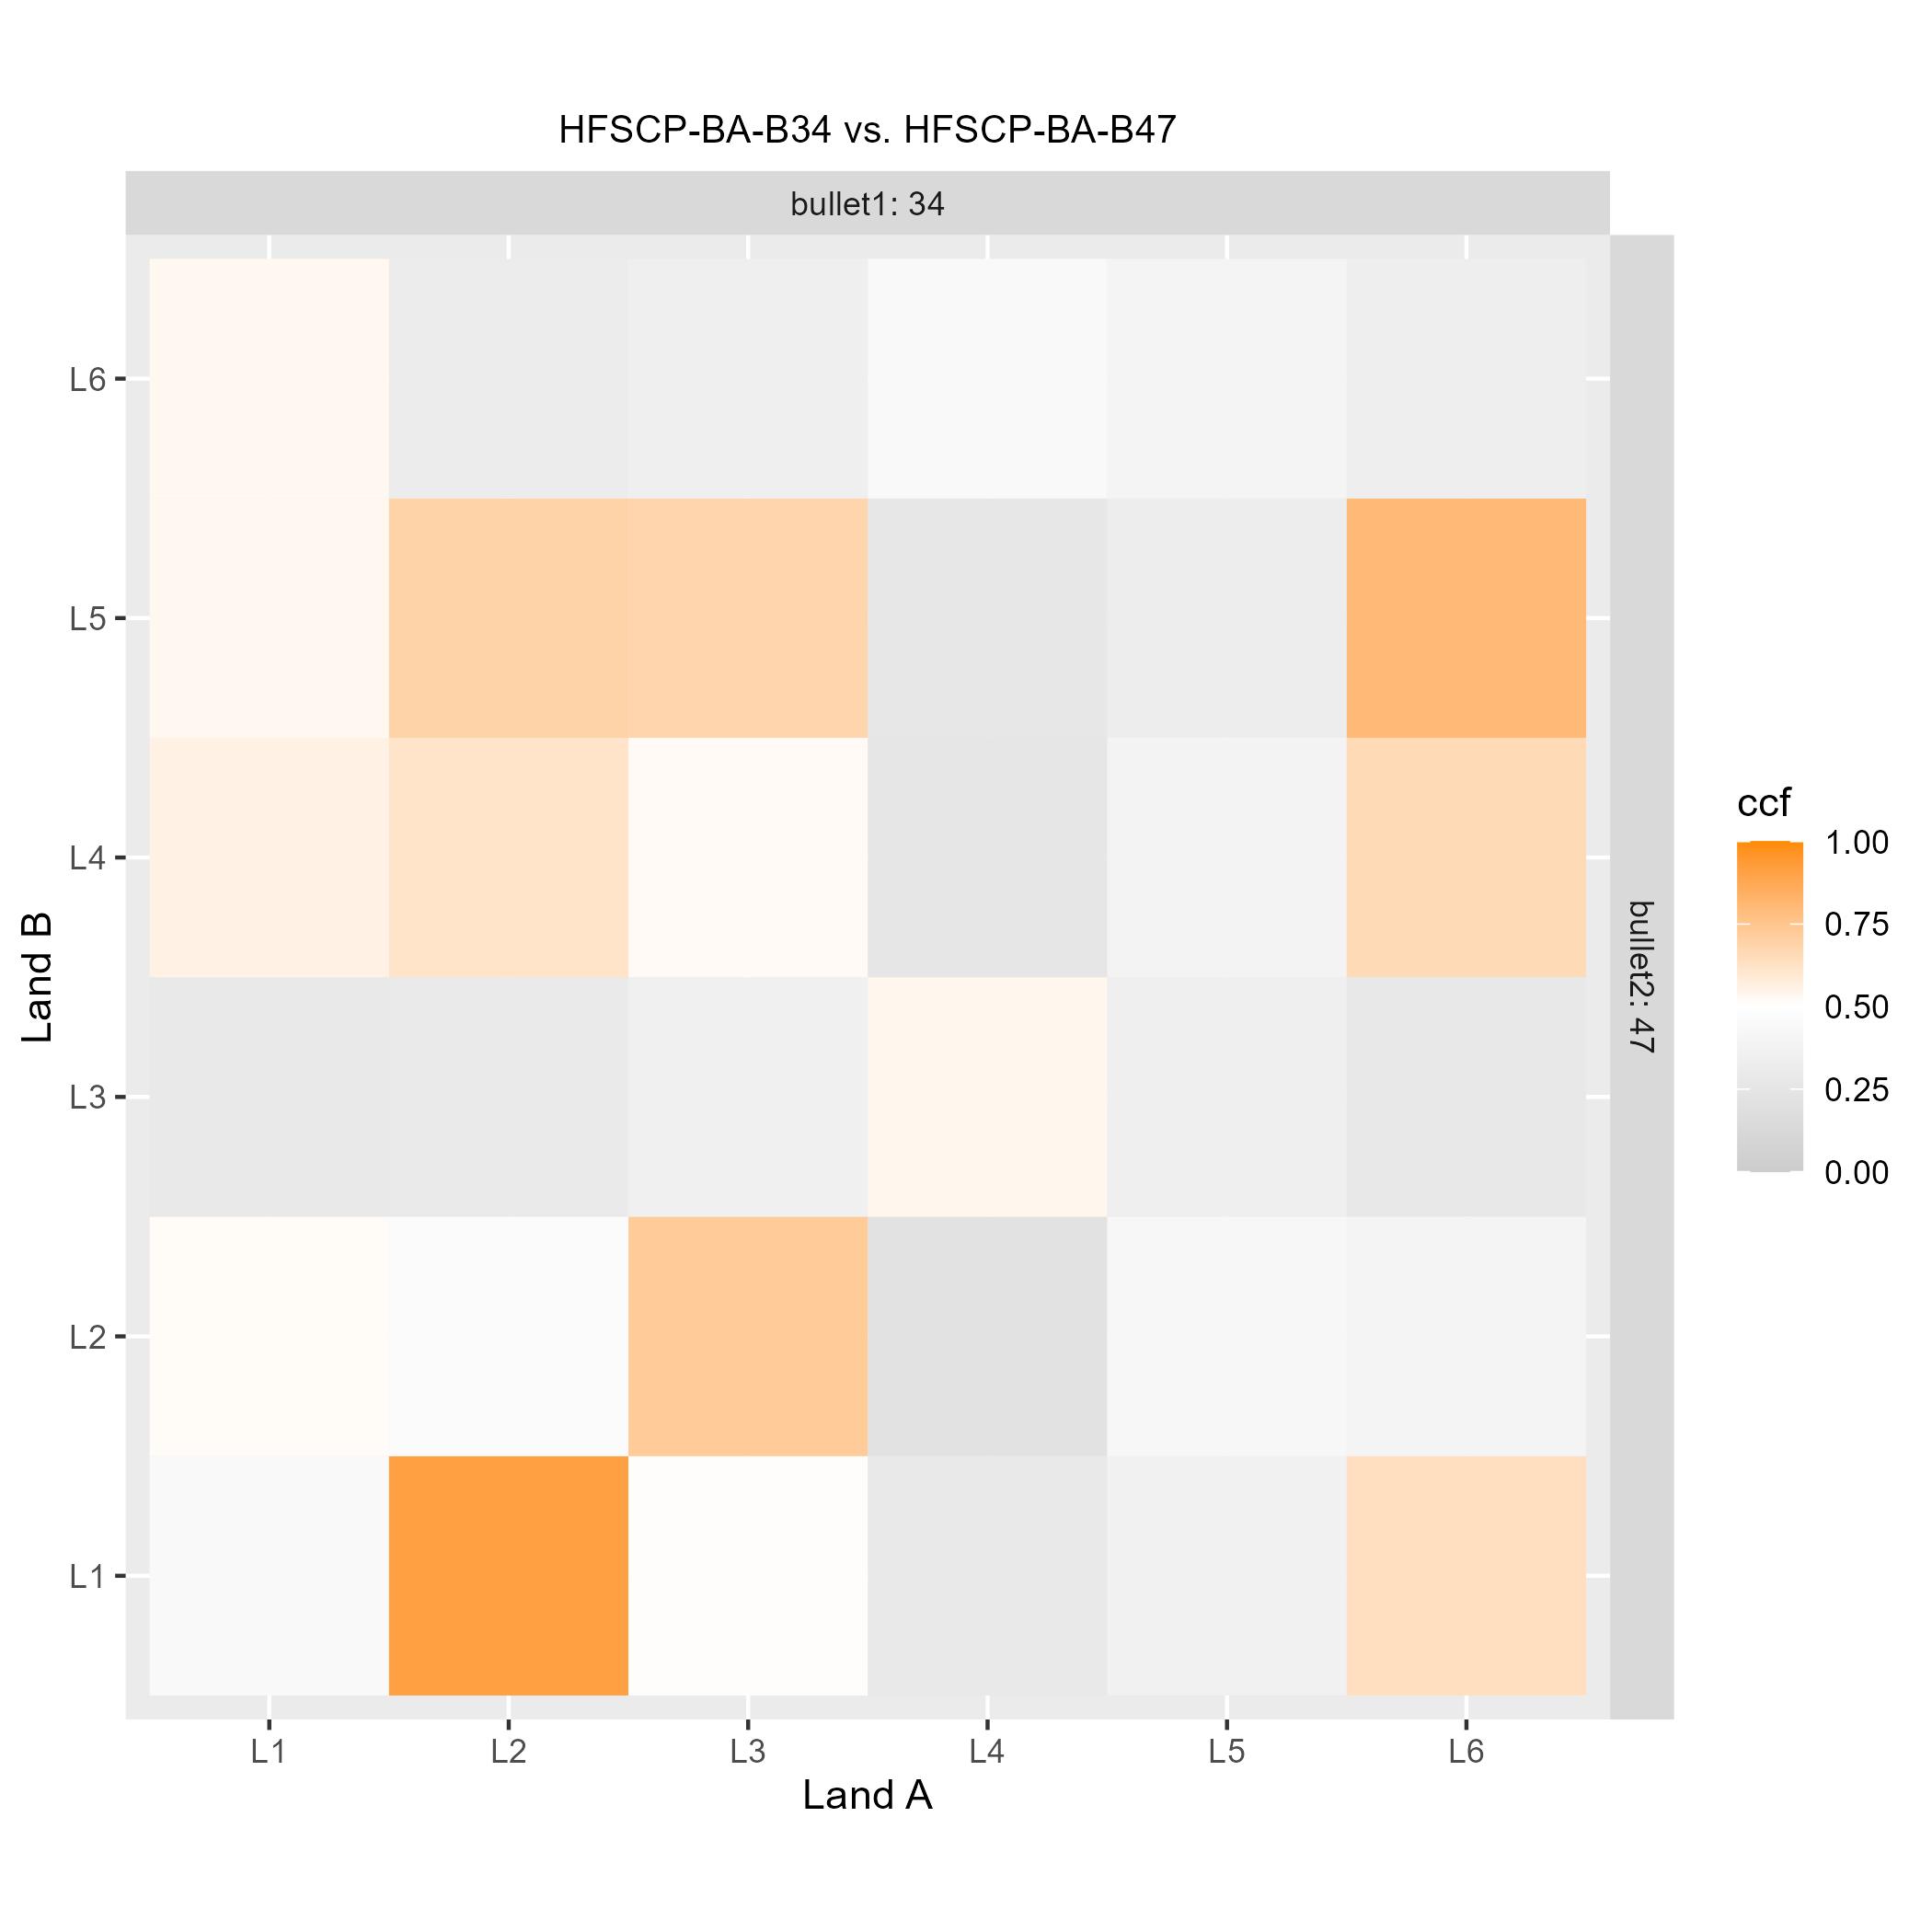 HFSCP-BA-B34 vs. HFSCP-BA-B47
bullet1: 34
L6
L5
L4
L3
L2
L1
Land B
bullet2: 47
L1 L2 L3 L4 L5 L6
Land A
ccf
1.00
0.75
0.50
0.25
0.00